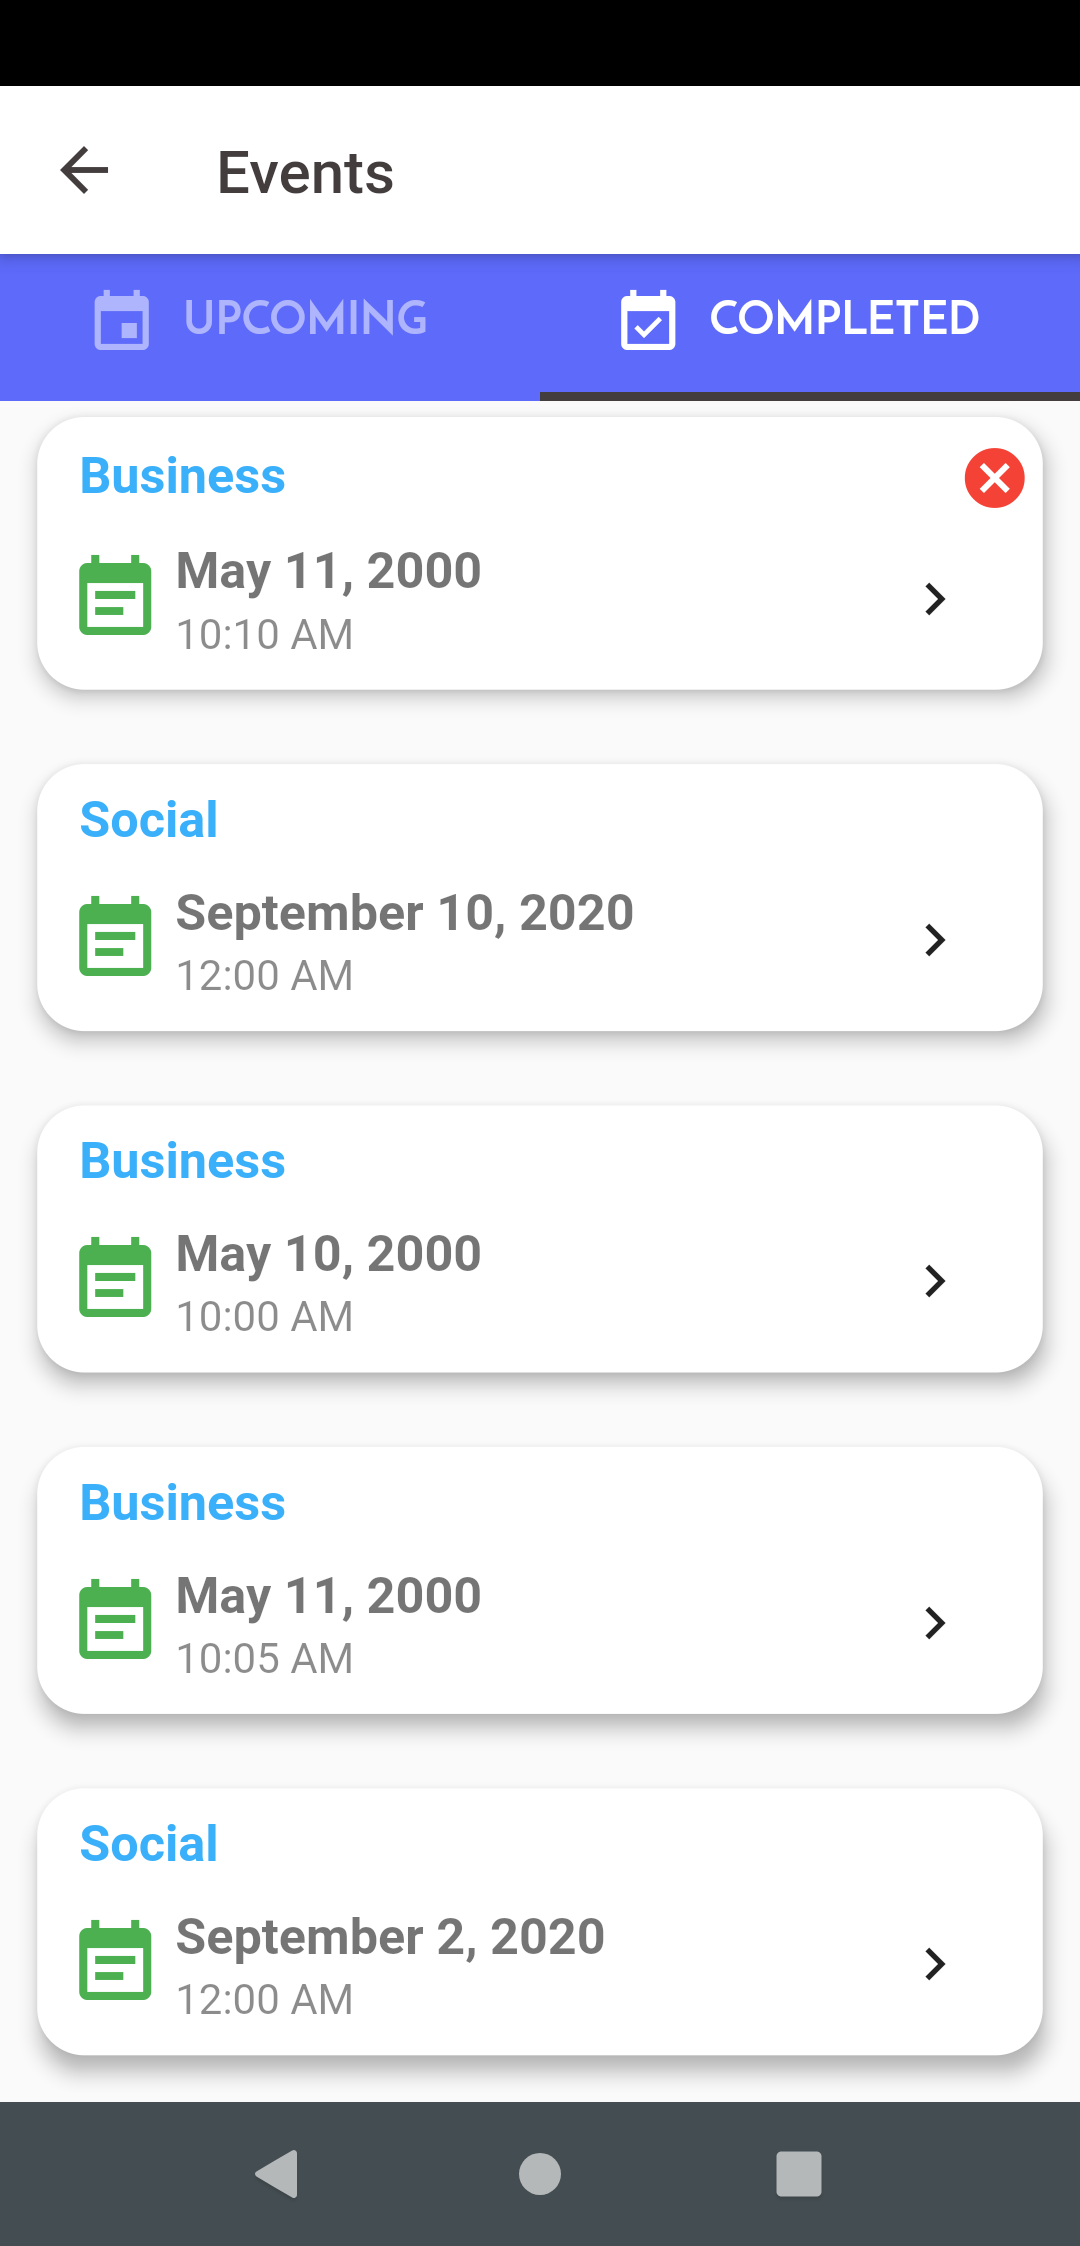 Events
UPCOMING
COMPLETED
Business
May 11, 2000
10:10 AM
Social
September 10, 2020
12:00 AM
Business
May 10, 2000
10:00 AM
Business
May 11, 2000
10:05 AM
Social
September 2, 2020
12:00 AM